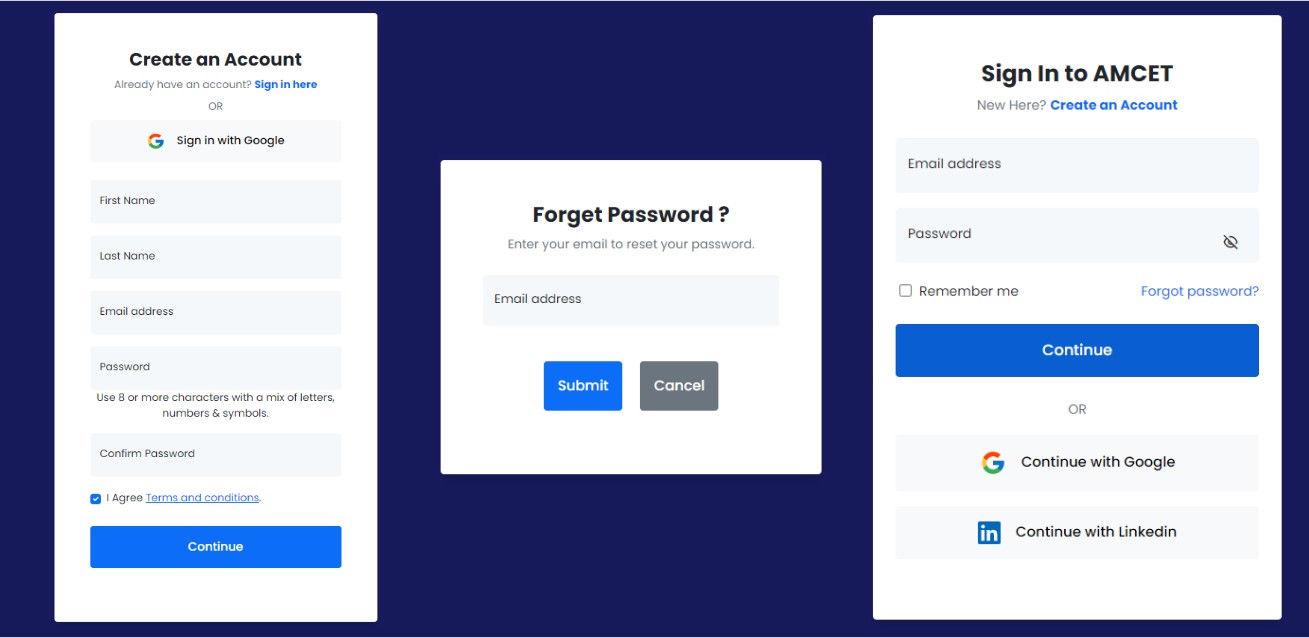 Create an Account
Already have an account? Sign in here
OR
Sign in with Google
First Name
Last Name
Email address
Password
Use 8 or more characters with a mix of letters,
numbers & symbols.
Confirm Password
I Agree Terms and conditions.
Continue
Forget Password ?
Enter your email to reset your password.
Email address
Submit Cancel
Sign In to AMCET
New Here? Create an Account
Email address
Password
Remember me Forgot password?
Continue
OR
Continue with Google
in Continue with Linkedin